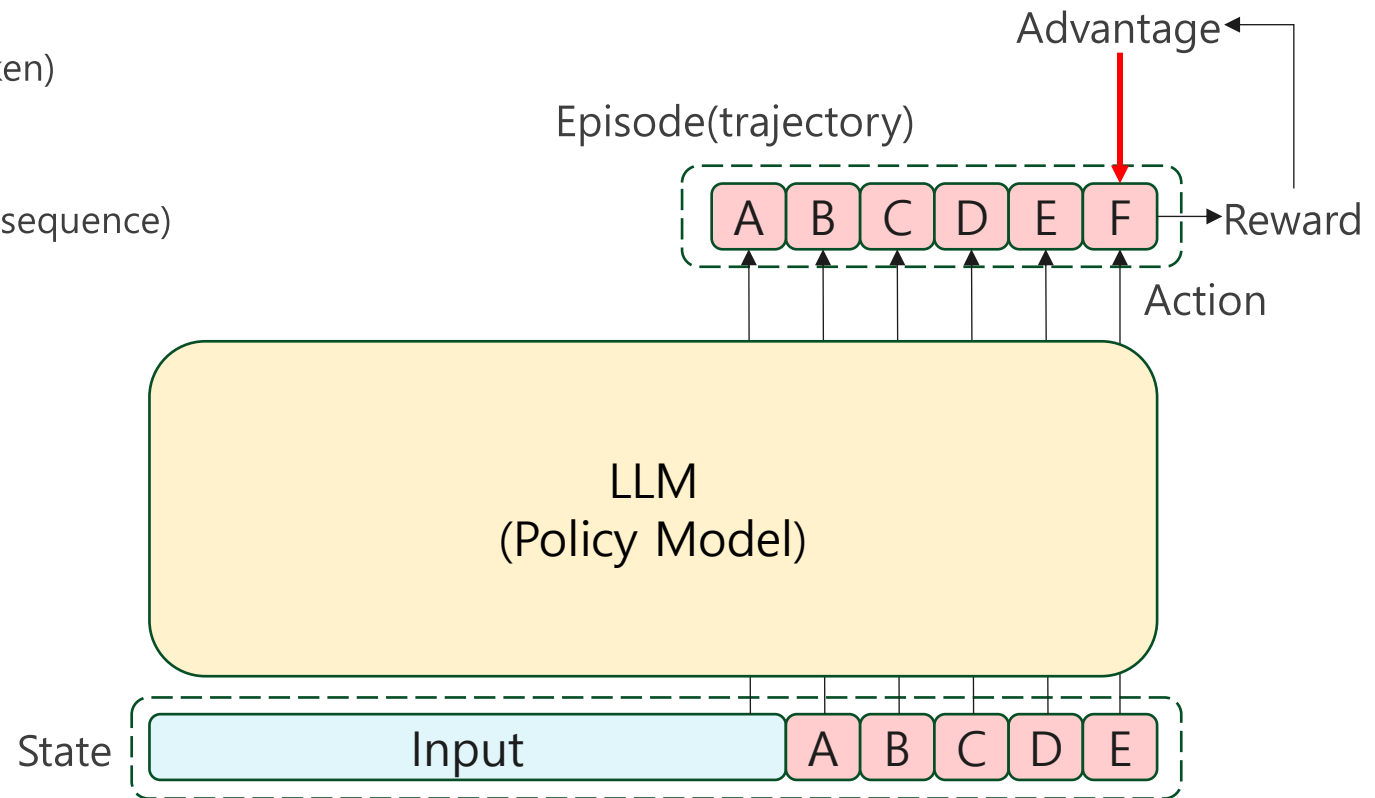 Advantage
ken)
Episode(trajectory)
sequence)
A B C D E F
Reward
Action
LLM
(Policy Model)
State
Input
A B C D E